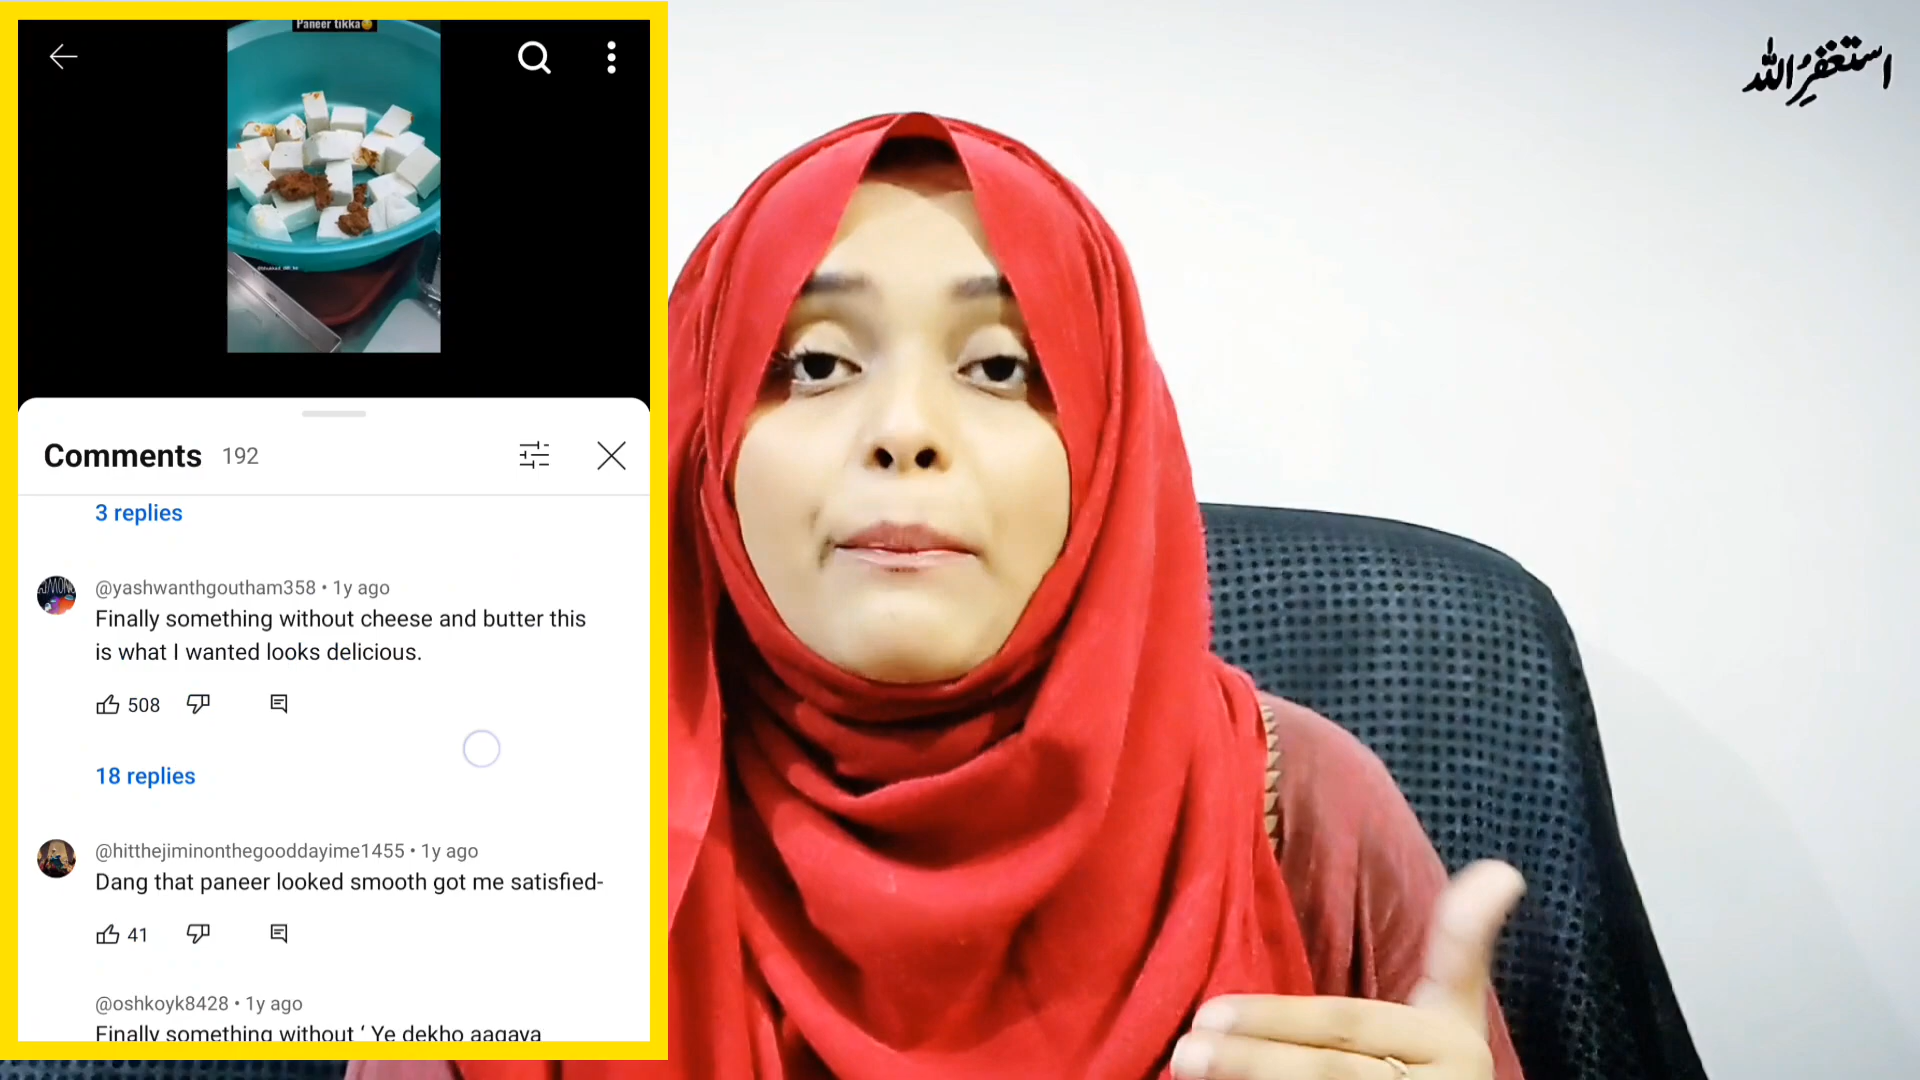 Paneer tikka😋
Comments 192
3 replies
@yashwanthgoutham358 • 1y ago
Finally something without cheese and butter this
is what I wanted looks delicious.
508
18 replies
@hitthejiminonthegooddayime1455 • 1y ago
Dang that paneer looked smooth got me satisfied-
41
@oshkoyk8428 • 1y ago
Finally something without ‘ Ye dekho aagaya
استغفرُاللہ